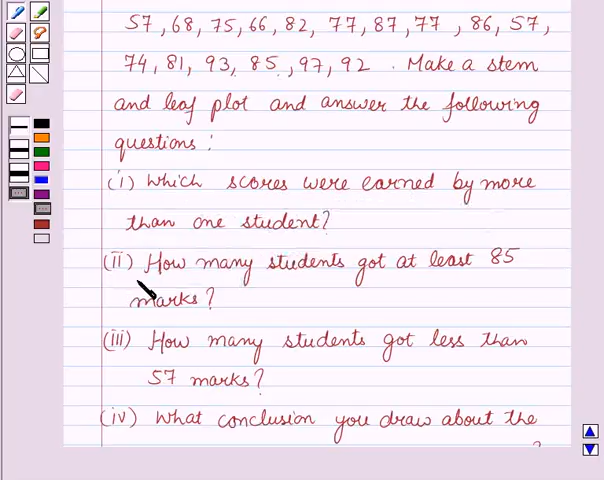 57, 68, 75, 66, 82, 77, 87, 77, 86, 57,
74, 81, 93, 85, 97, 92. Make a stem
and leaf plot and answer the following
questions:
(i) Which scores were earned by more
than one student?
(ii) How many students got at least 85
marks?
(iii) How many students got less than
57 marks?
(iv) What conclusion you draw about the